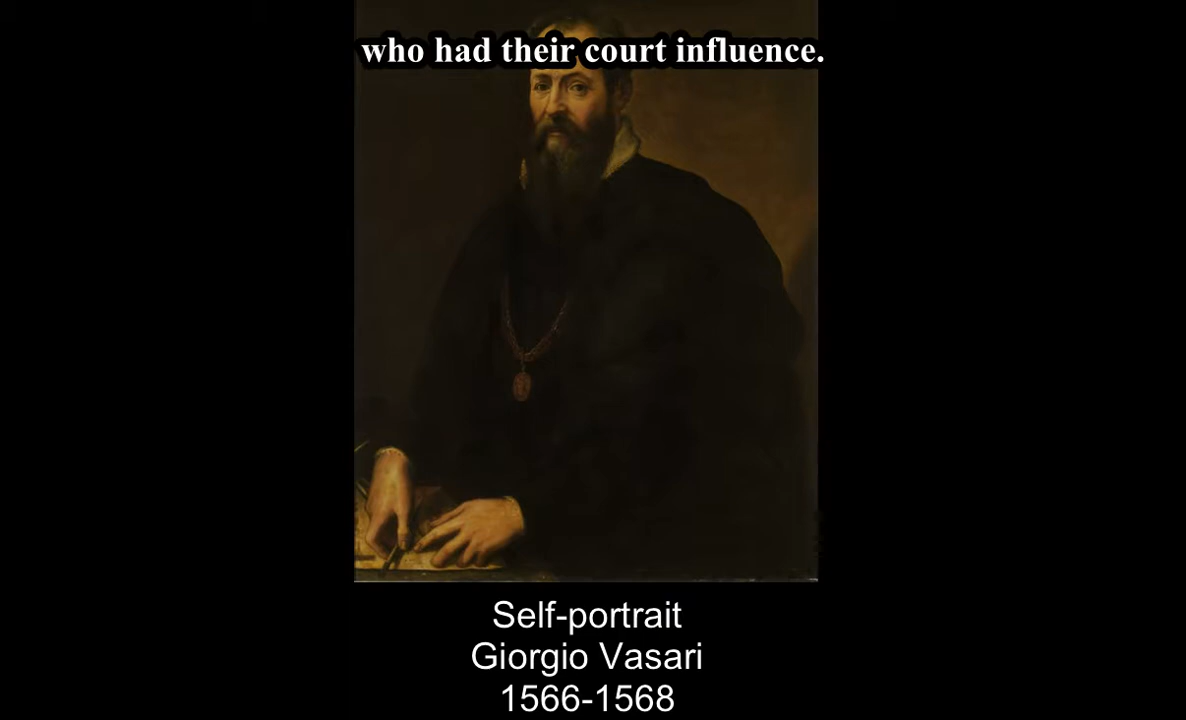 who had their court influence.
Self-portrait
Giorgio Vasari
1566-1568